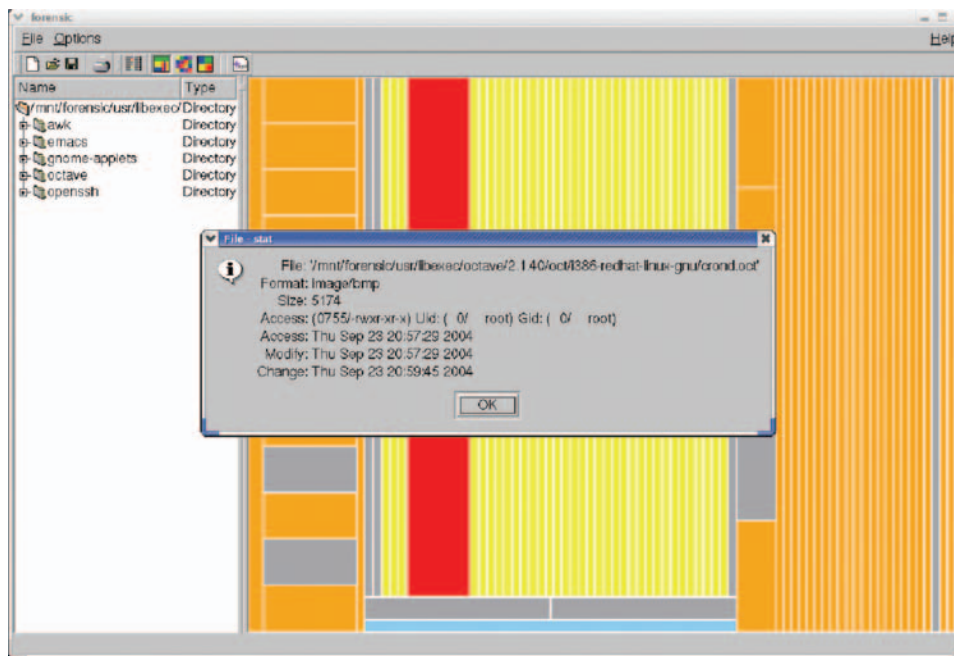 forensic
File Options Help
Name Type
/mnt/forensic/usr/libexec/ Directory
awk Directory
emacs Directory
gnome-applets Directory
octave Directory
openssh Directory
File stat
File: '/mnt/forensic/usr/libexec/octave/2.1.40/oct/i386-redhat-linux-gnu/crond.oct'
Format: image/bmp
Size: 5174
Access: (0755/-rwxr-xr-x) Uid: ( 0/ root) Gid: ( 0/ root)
Access: Thu Sep 23 20:57:29 2004
Modify: Thu Sep 23 20:57:29 2004
Change: Thu Sep 23 20:59:45 2004
OK